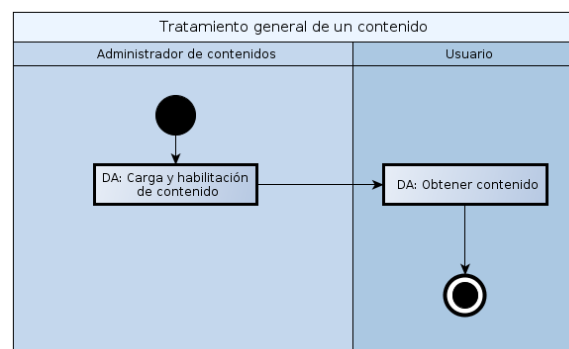 Tratamiento general de un contenido
Administrador de contenidos
Usuario
DA: Carga y habilitación
de contenido
DA: Obtener contenido